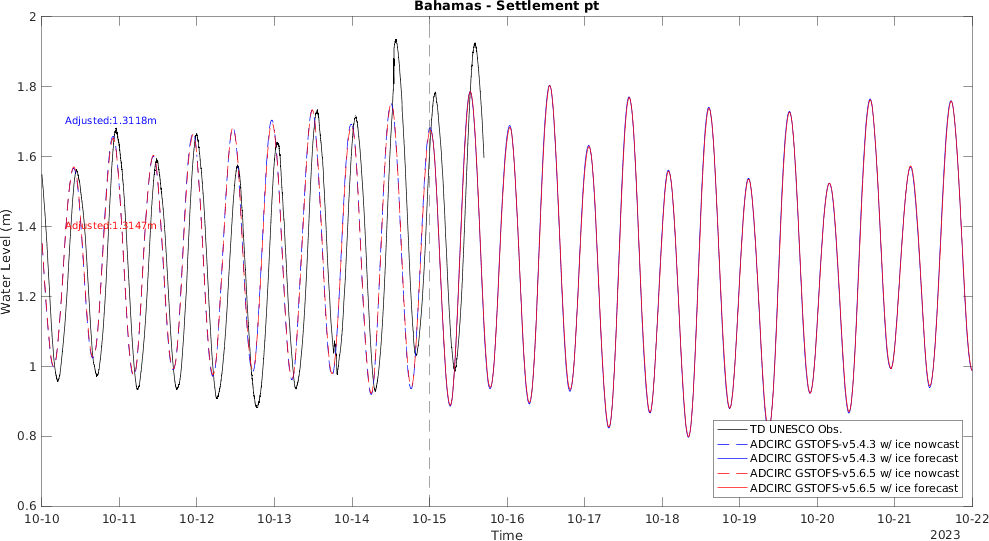 Bahamas - Settlement pt
2
1.8
1.6
1.4
1.2
1
0.8
0.6
Water Level (m)
Adjusted:1.3118m
Adjusted:1.3147m
TD UNESCO Obs.
ADCIRC GSTOFS-v5.4.3 w/ ice nowcast
ADCIRC GSTOFS-v5.4.3 w/ ice forecast
ADCIRC GSTOFS-v5.6.5 w/ ice nowcast
ADCIRC GSTOFS-v5.6.5 w/ ice forecast
10-10 10-11 10-12 10-13 10-14 10-15 10-16 10-17 10-18 10-19 10-20 10-21 10-22
Time
2023